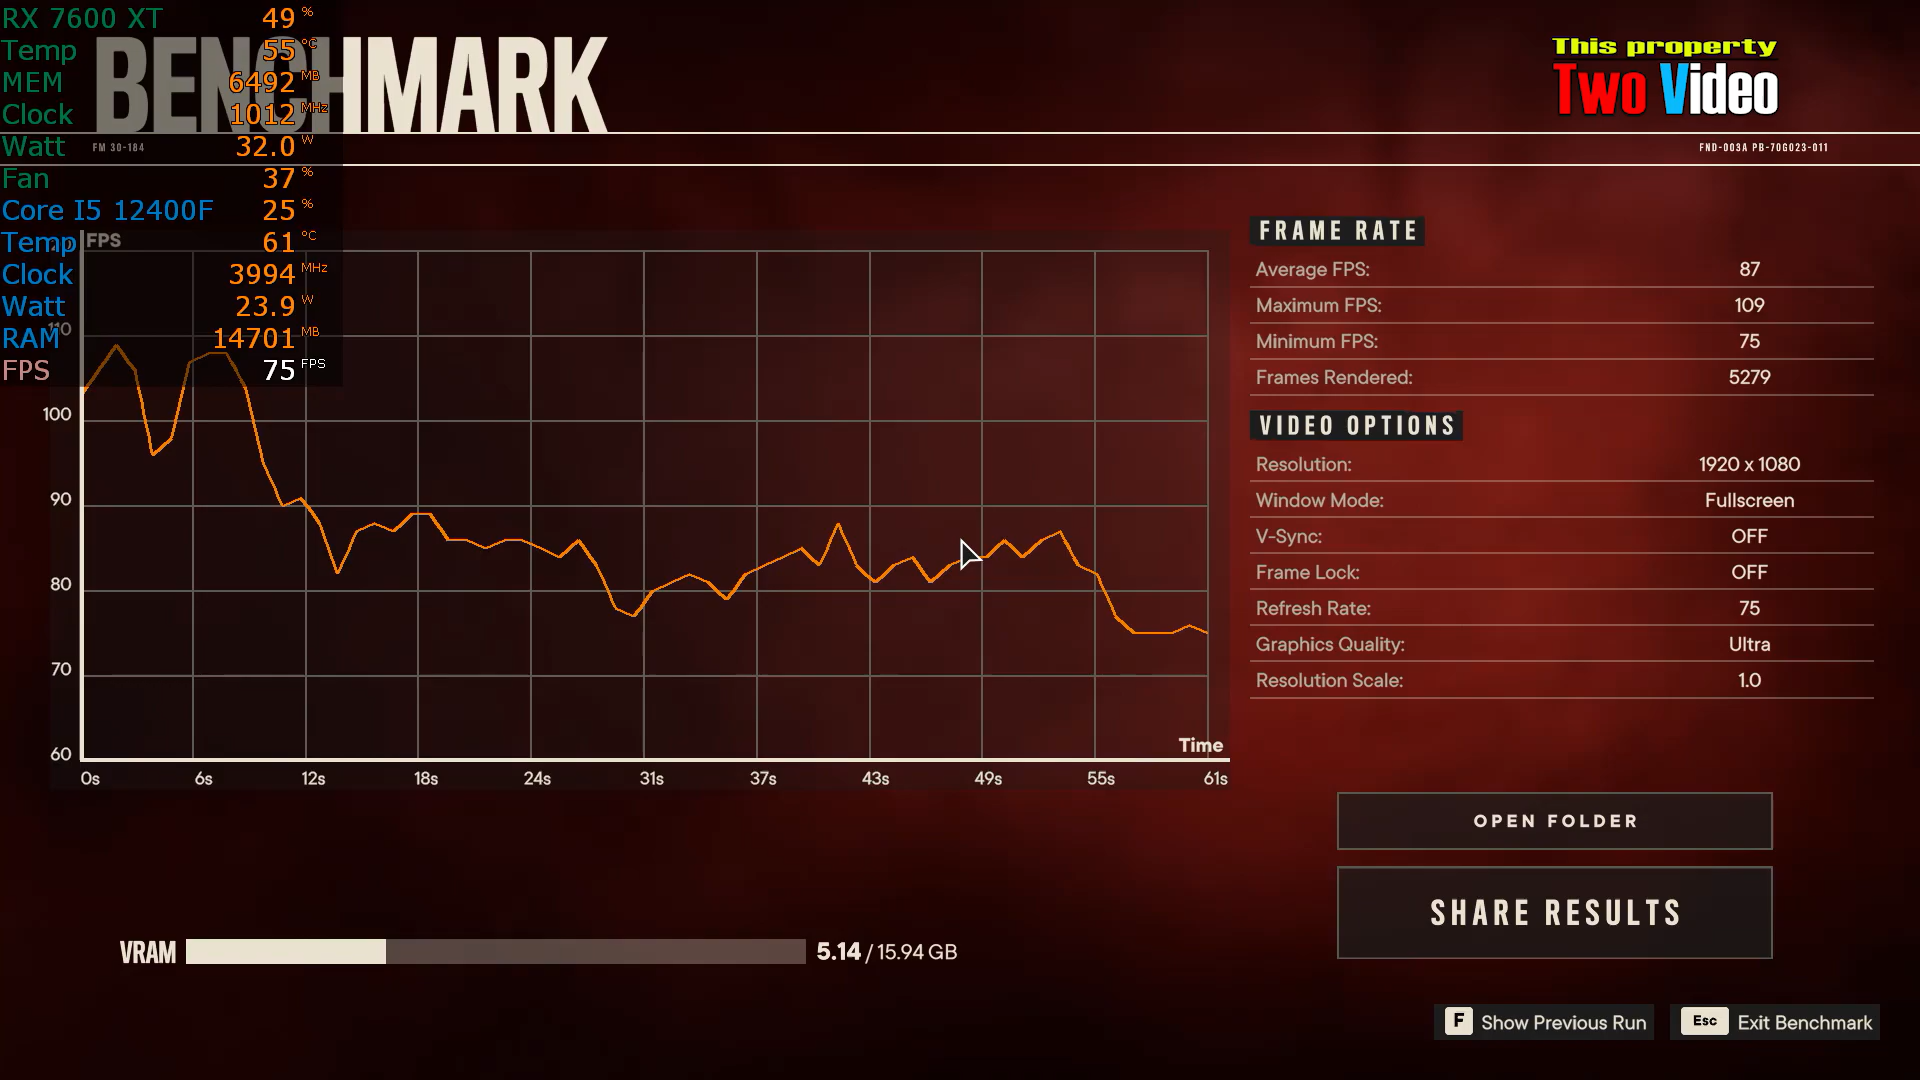 RX 7600 XT 49 %
Temp 55 °C
MEM 6492 MB
Clock 1012 MHz
Watt 32.0 W
Fan 37 %
Core I5 12400F 25 %
Temp 61 °C
Clock 3994 MHz
Watt 23.9 W
RAM 14701 MB
FPS 75 FPS
BENCHMARK
FM 30-184
This property
Two Video
FND-003A PB-70G023-011
FPS
110
100
90
80
70
60
Time
0s 6s 12s 18s 24s 31s 37s 43s 49s 55s 61s
FRAME RATE
Average FPS: 87
Maximum FPS: 109
Minimum FPS: 75
Frames Rendered: 5279
VIDEO OPTIONS
Resolution: 1920 x 1080
Window Mode: Fullscreen
V-Sync: OFF
Frame Lock: OFF
Refresh Rate: 75
Graphics Quality: Ultra
Resolution Scale: 1.0
OPEN FOLDER
SHARE RESULTS
VRAM 5.14 / 15.94 GB
F Show Previous Run
Esc Exit Benchmark